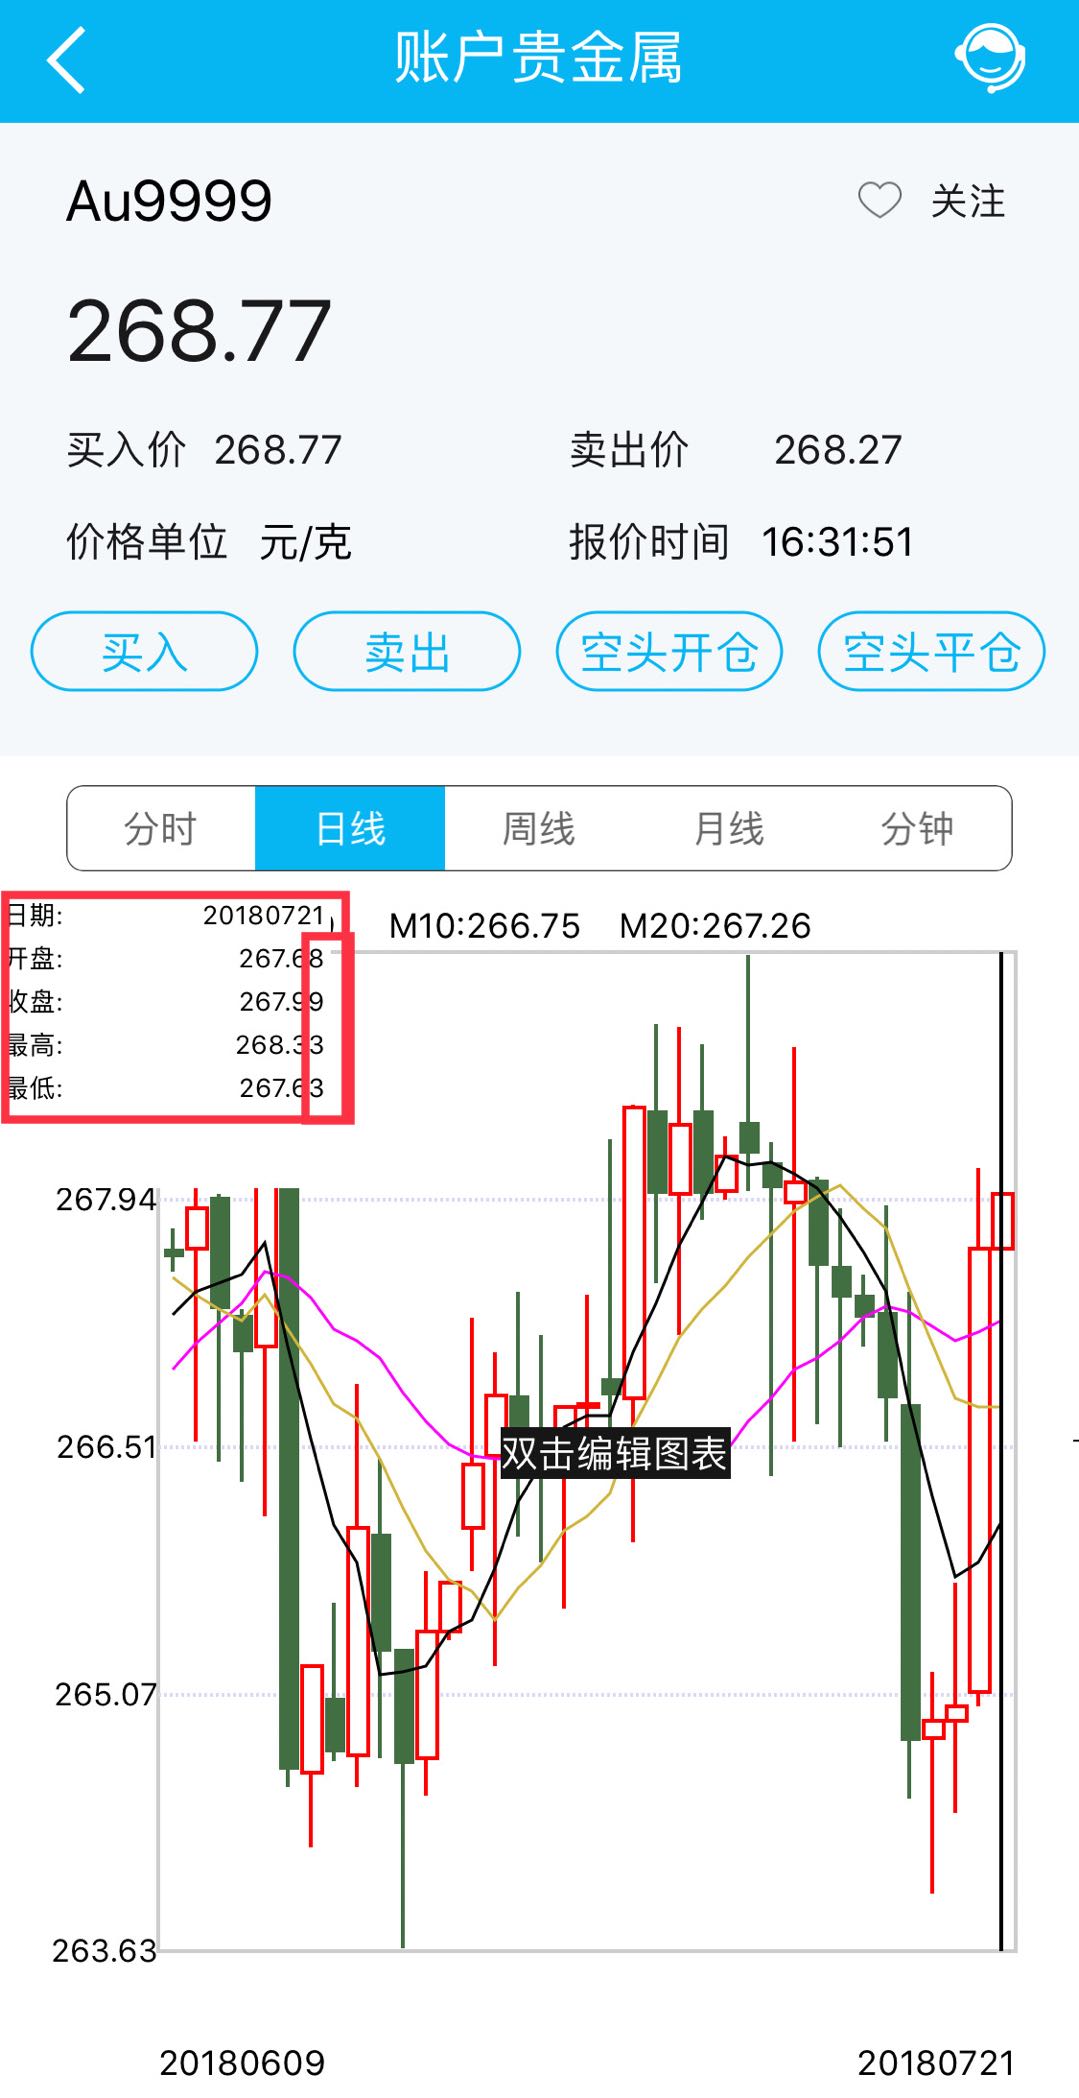 账户贵金属
Au9999
关注
268.77
买入价 268.77 卖出价 268.27
价格单位 元/克 报价时间 16:31:51
买入 卖出 空头开仓 空头平仓
分时 日线 周线 月线 分钟
日期: 20180721
M10:266.75 M20:267.26
开盘: 267.68
收盘: 267.99
最高: 268.33
最低: 267.63
267.94
266.51
双击编辑图表
265.07
263.63
20180609 20180721